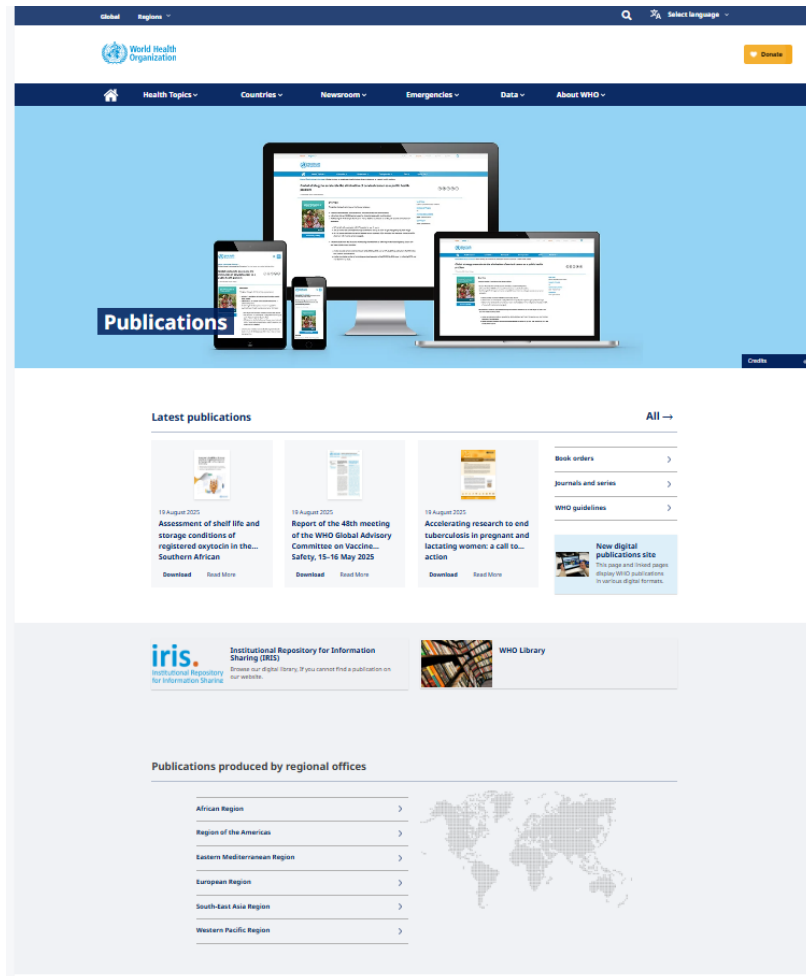 Global Regions
Select language
World Health
Organization
Donate
Health Topics Countries Newsroom Emergencies Data About WHO
Publications
Credits
Latest publications
All →
19 August 2025
Assessment of shelf life and
storage conditions of
registered oxytocin in the...
Southern African
Download Read More
19 August 2025
Report of the 48th meeting
of the WHO Global Advisory
Committee on Vaccine...
Safety, 15–16 May 2025
Download Read More
19 August 2025
Accelerating research to end
tuberculosis in pregnant and
lactating women: a call to...
action
Download Read More
Book orders
Journals and series
WHO guidelines
New digital
publications site
This page and linked pages
display WHO publications
in various digital formats.
iris.
Institutional Repository
for Information Sharing
Institutional Repository for Information
Sharing (IRIS)
Browse our digital library, if you cannot find a publication on
our website.
WHO Library
Publications produced by regional offices
African Region
Region of the Americas
Eastern Mediterranean Region
European Region
South-East Asia Region
Western Pacific Region